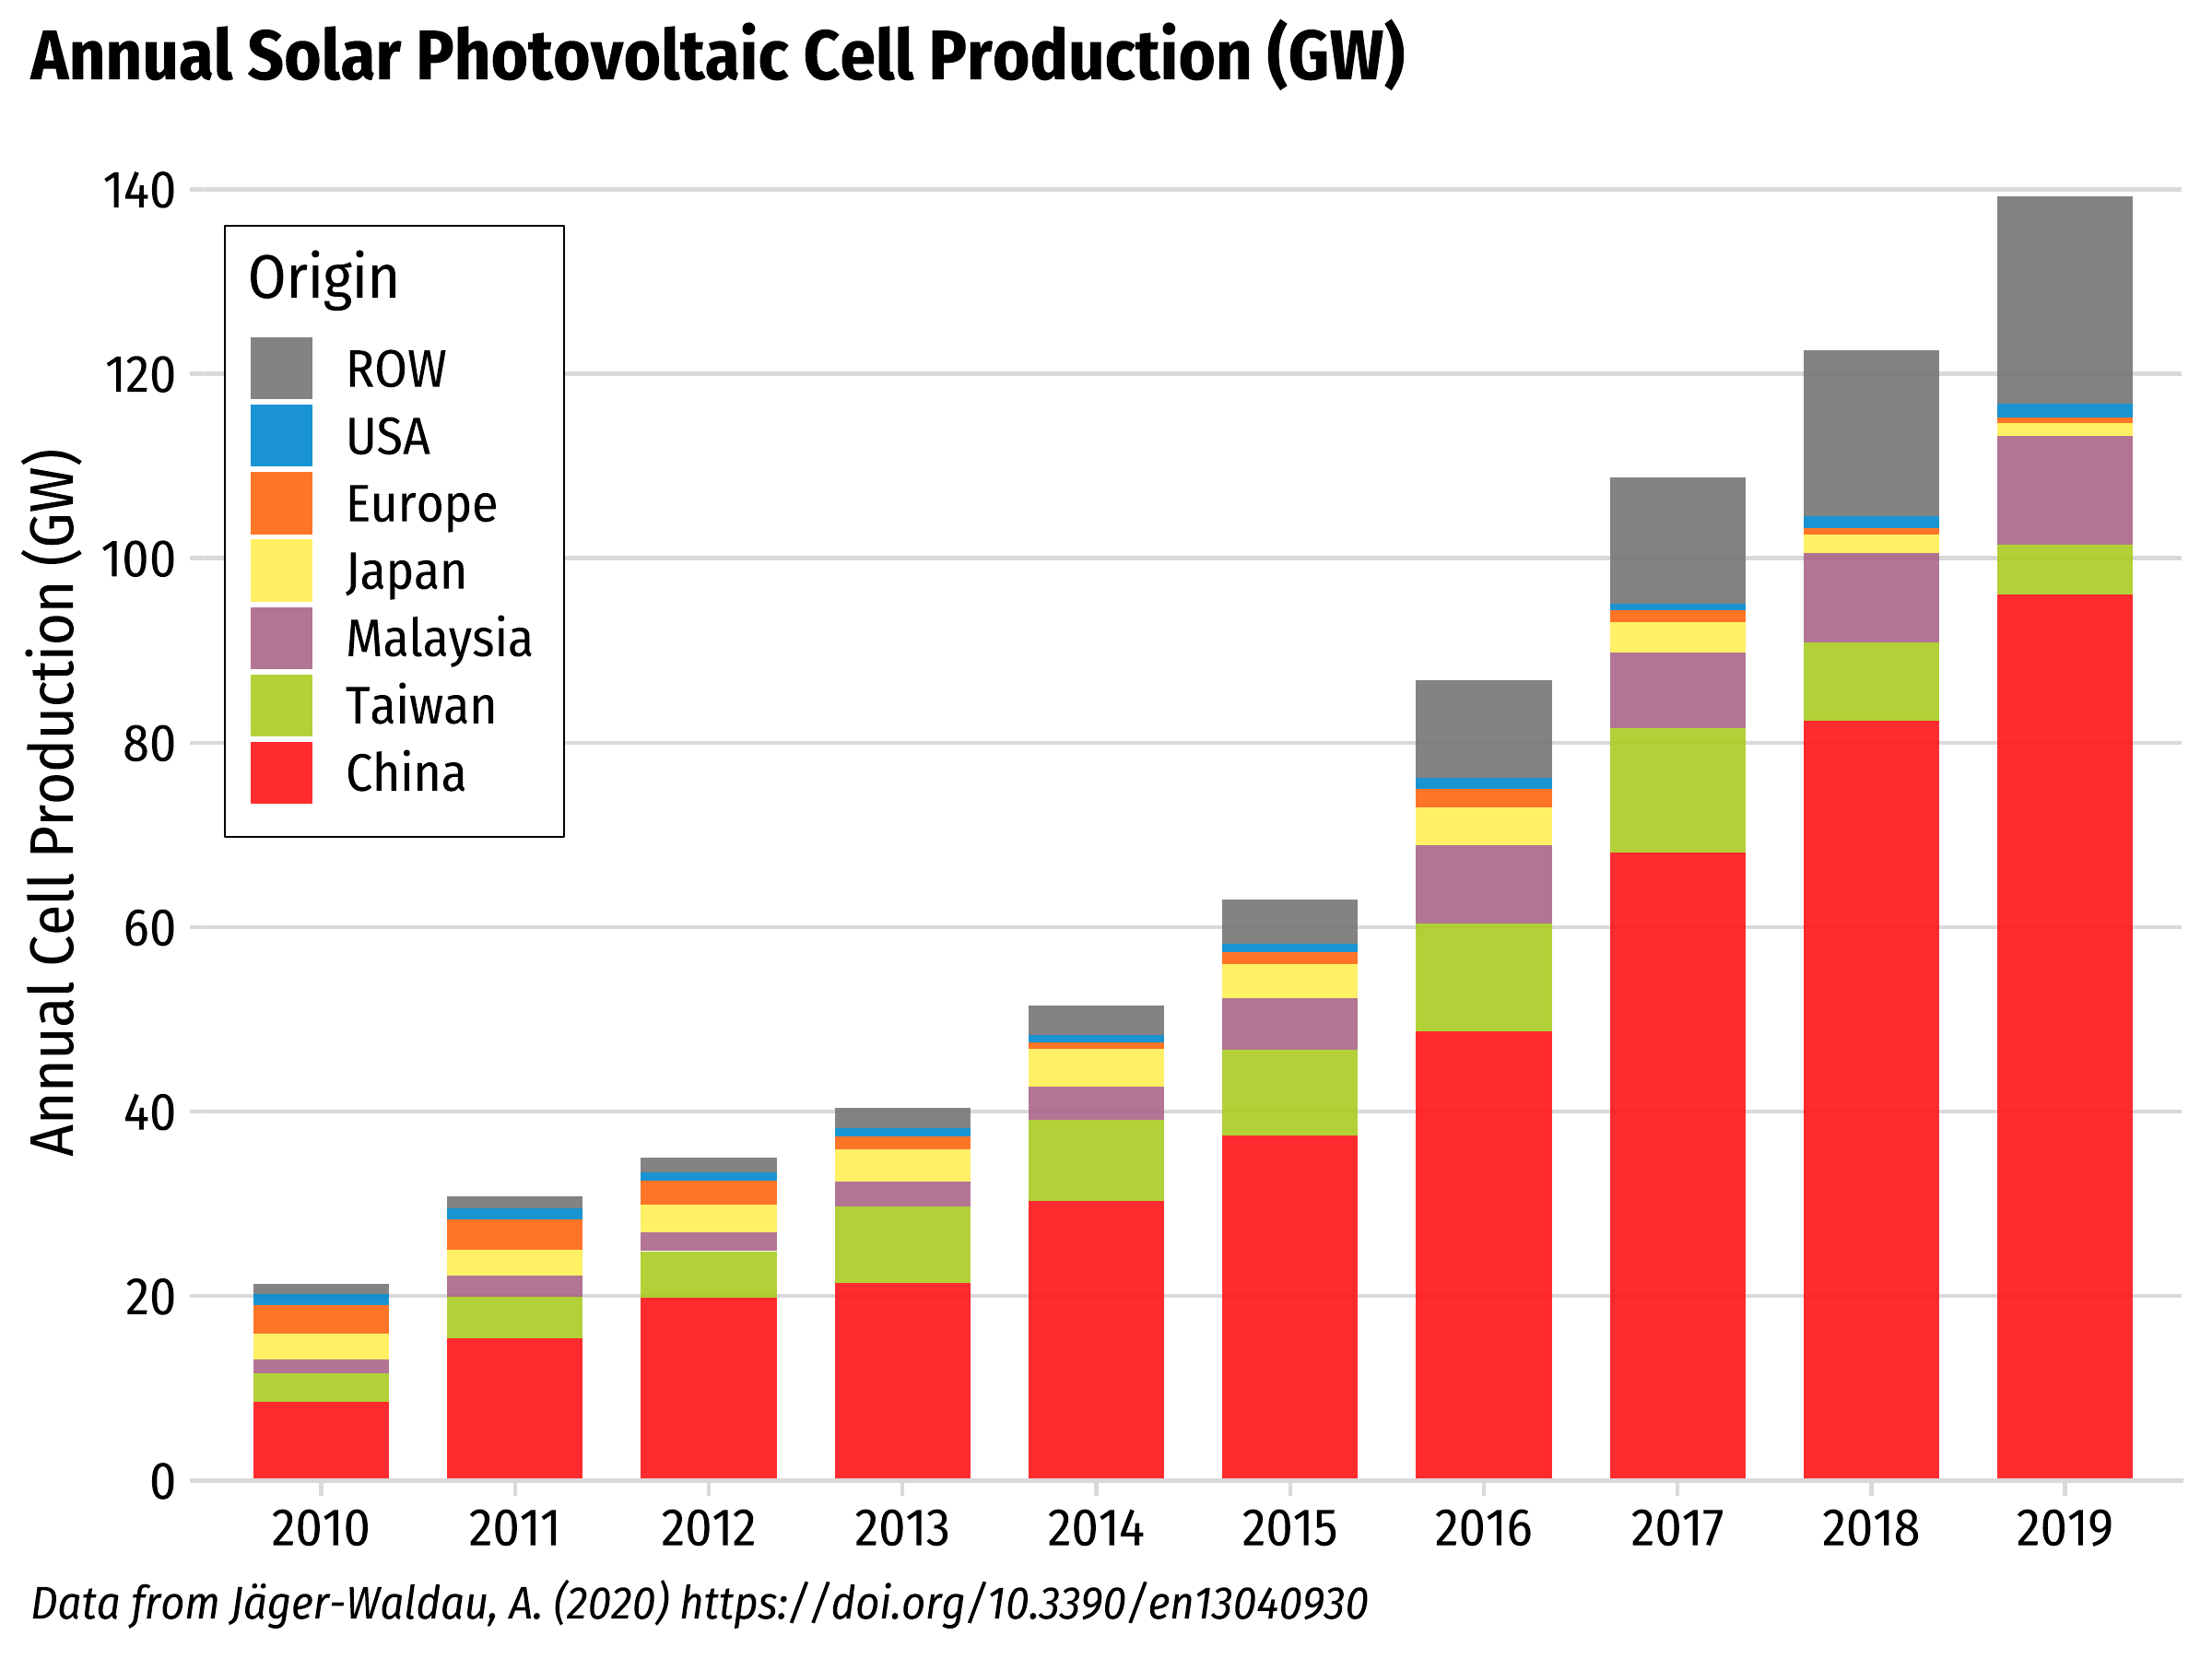 Annual Solar Photovoltaic Cell Production (GW)
Annual Cell Production (GW)
140
120
100
80
60
40
20
0
Origin
ROW
USA
Europe
Japan
Malaysia
Taiwan
China
2010 2011 2012 2013 2014 2015 2016 2017 2018 2019
Data from Jäger-Waldau, A. (2020) https://doi.org/10.3390/en13040930